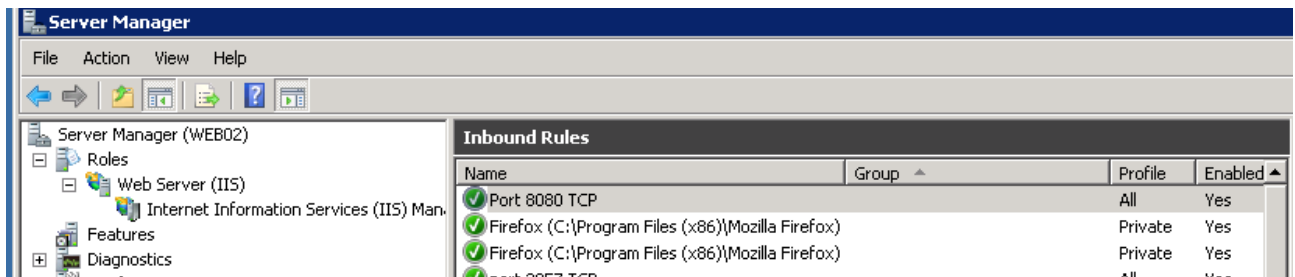 Server Manager
File Action View Help
Server Manager (WEB02)
Roles
Web Server (IIS)
Internet Information Services (IIS) Man
Features
Diagnostics
Inbound Rules
Name Group Profile Enabled
Port 8080 TCP All Yes
Firefox (C:\Program Files (x86)\Mozilla Firefox) Private Yes
Firefox (C:\Program Files (x86)\Mozilla Firefox) Private Yes